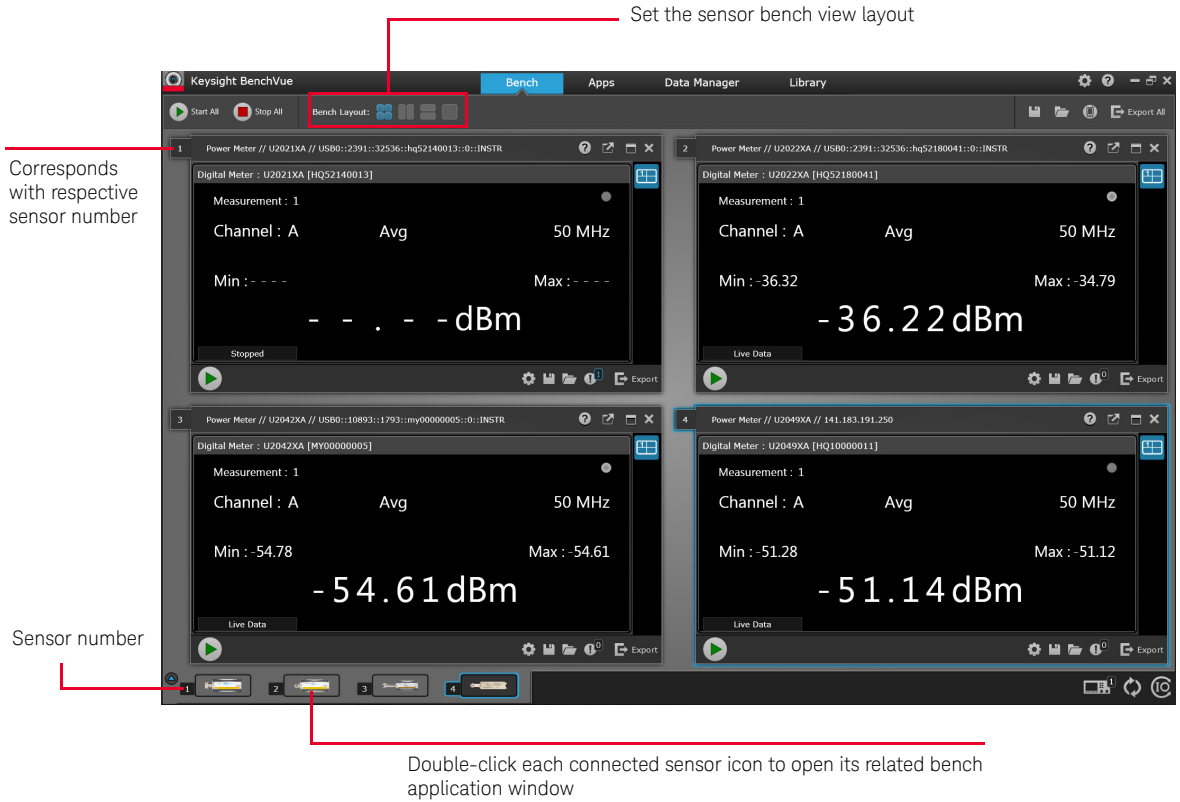 Set the sensor bench view layout
Keysight BenchVue
Bench
Apps
Data Manager
Library
Start All
Stop All
Bench Layout:
Export All
Corresponds
with respective
sensor number
1
Power Meter // U2021XA // USB0::2391::32536::hq52140013::0::INSTR
Digital Meter : U2021XA [HQ52140013]
Measurement : 1
Channel : A
Avg
50 MHz
Min :- - - -
Max :- - - -
- - . - - dBm
Stopped
1
Export
2
Power Meter // U2022XA // USB0::2391::32536::hq52180041::0::INSTR
Digital Meter : U2022XA [HQ52180041]
Measurement : 1
Channel : A
Avg
50 MHz
Min :-36.32
Max :-34.79
-36.22dBm
Live Data
0
Export
3
Power Meter // U2042XA // USB0::10893::1793::my00000005::0::INSTR
Digital Meter : U2042XA [MY00000005]
Measurement : 1
Channel : A
Avg
50 MHz
Min :-54.78
Max :-54.61
-54.61dBm
Live Data
0
Export
4
Power Meter // U2049XA // 141.183.191.250
Digital Meter : U2049XA [HQ10000011]
Measurement : 1
Channel : A
Avg
50 MHz
Min :-51.28
Max :-51.12
-51.14dBm
Live Data
0
Export
Sensor number
1
2
3
4
1
IO
Double-click each connected sensor icon to open its related bench
application window